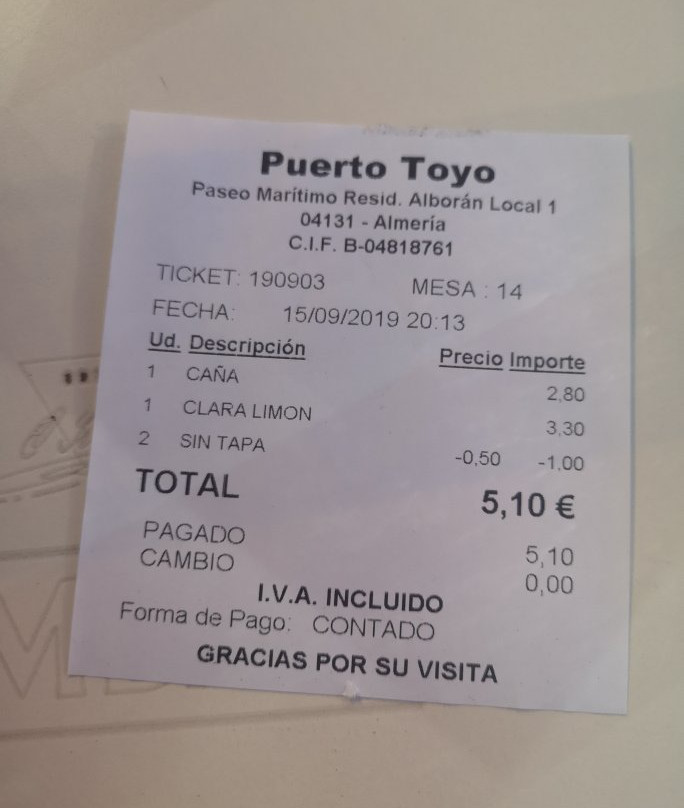 Puerto Toyo
Paseo Marítimo Resid. Alborán Local 1
04131 - Almería
C.I.F. B-04818761
TICKET: 190903 MESA : 14
FECHA: 15/09/2019 20:13
Ud. Descripción Precio Importe
1 CAÑA 2,80
1 CLARA LIMON 3,30
2 SIN TAPA -0,50 -1,00
TOTAL 5,10 €
PAGADO 5,10
CAMBIO 0,00
I.V.A. INCLUIDO
Forma de Pago: CONTADO
GRACIAS POR SU VISITA